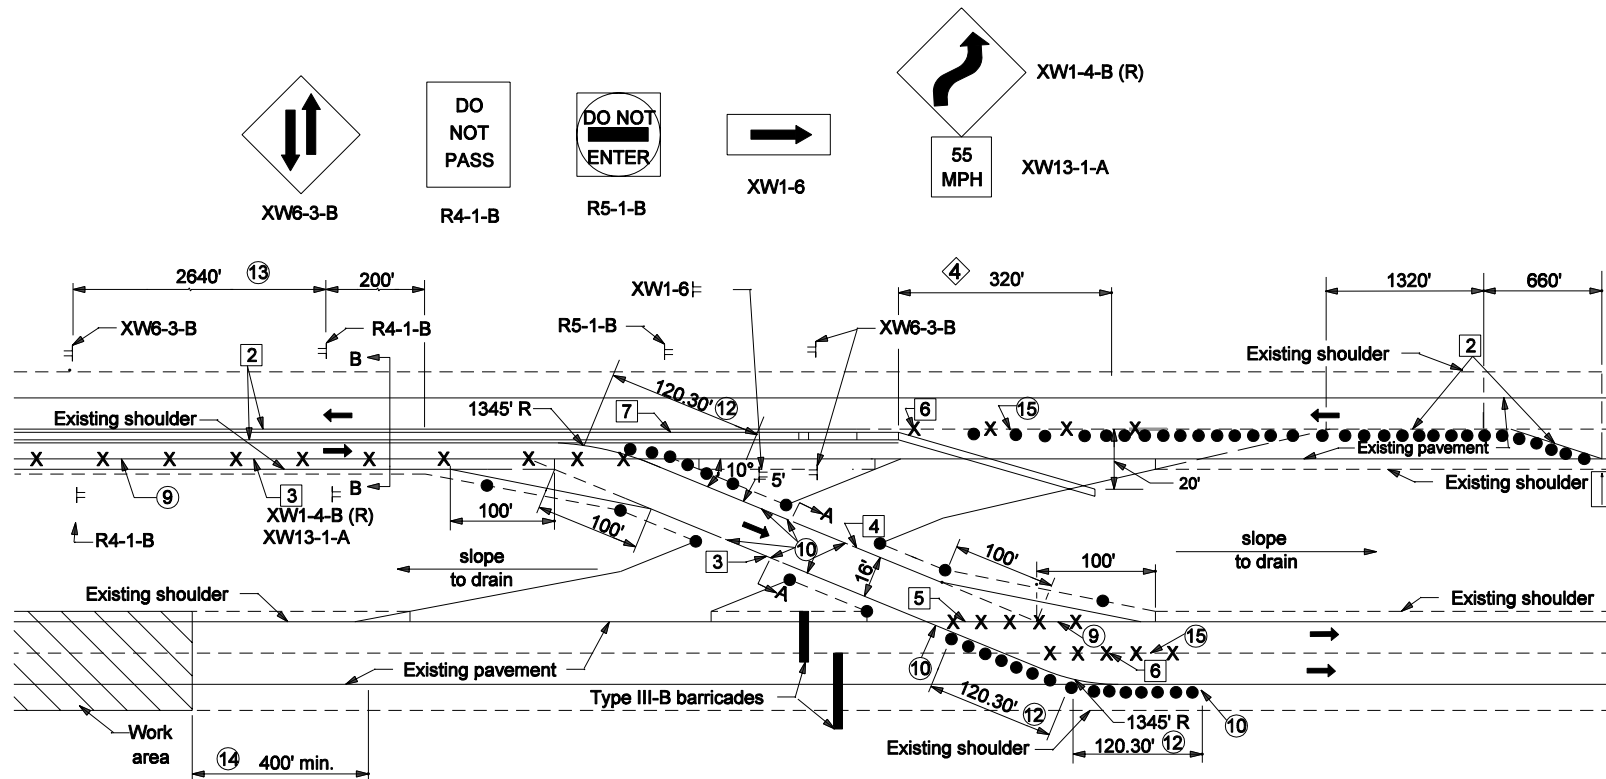 DO
NOT
PASS
DO NOT
ENTER
55
MPH
XW1-4-B (R)
XW13-1-A
XW1-6
XW6-3-B
R4-1-B
R5-1-B
2640' 13
200'
4
320'
1320'
660'
XW1-6
XW6-3-B
R4-1-B
R5-1-B
XW6-3-B
B
2
Existing shoulder
2
120.30' 12
Existing shoulder
1345' R
7
6
15
Existing pavement
10°
5'
20'
Existing shoulder
9
3
B
XW1-4-B (R)
XW13-1-A
R4-1-B
100'
100'
A
4
10
3
16'
100'
100'
slope
to drain
slope
to drain
A
Existing shoulder
5
Existing shoulder
9
15
6
10
Existing pavement
Type III-B barricades
120.30' 12
1345' R
10
Existing shoulder
120.30' 12
Work
area
14 400' min.
X X X X X X X X X X
X X X X
X X X X X
X X X X X